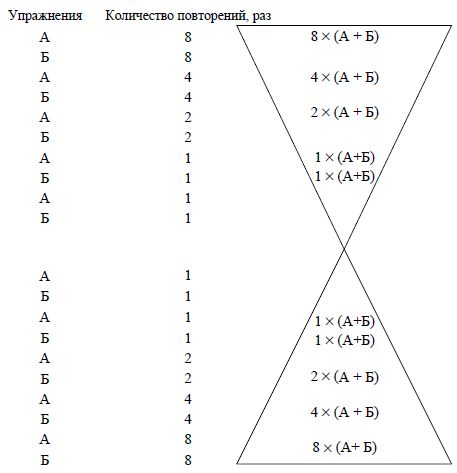 Упражнения Количество повторений, раз
А 8 8 × (А + Б)
Б 8
А 4 4 × (А + Б)
Б 4
А 2 2 × (А + Б)
Б 2
А 1 1 × (А+Б)
Б 1 1 × (А+Б)
А 1
Б 1
А 1
Б 1
А 1 1 × (А+Б)
Б 1 1 × (А+Б)
А 2
Б 2 2 × (А + Б)
А 4
Б 4 4 × (А + Б)
А 8
Б 8 8 × (А+ Б)